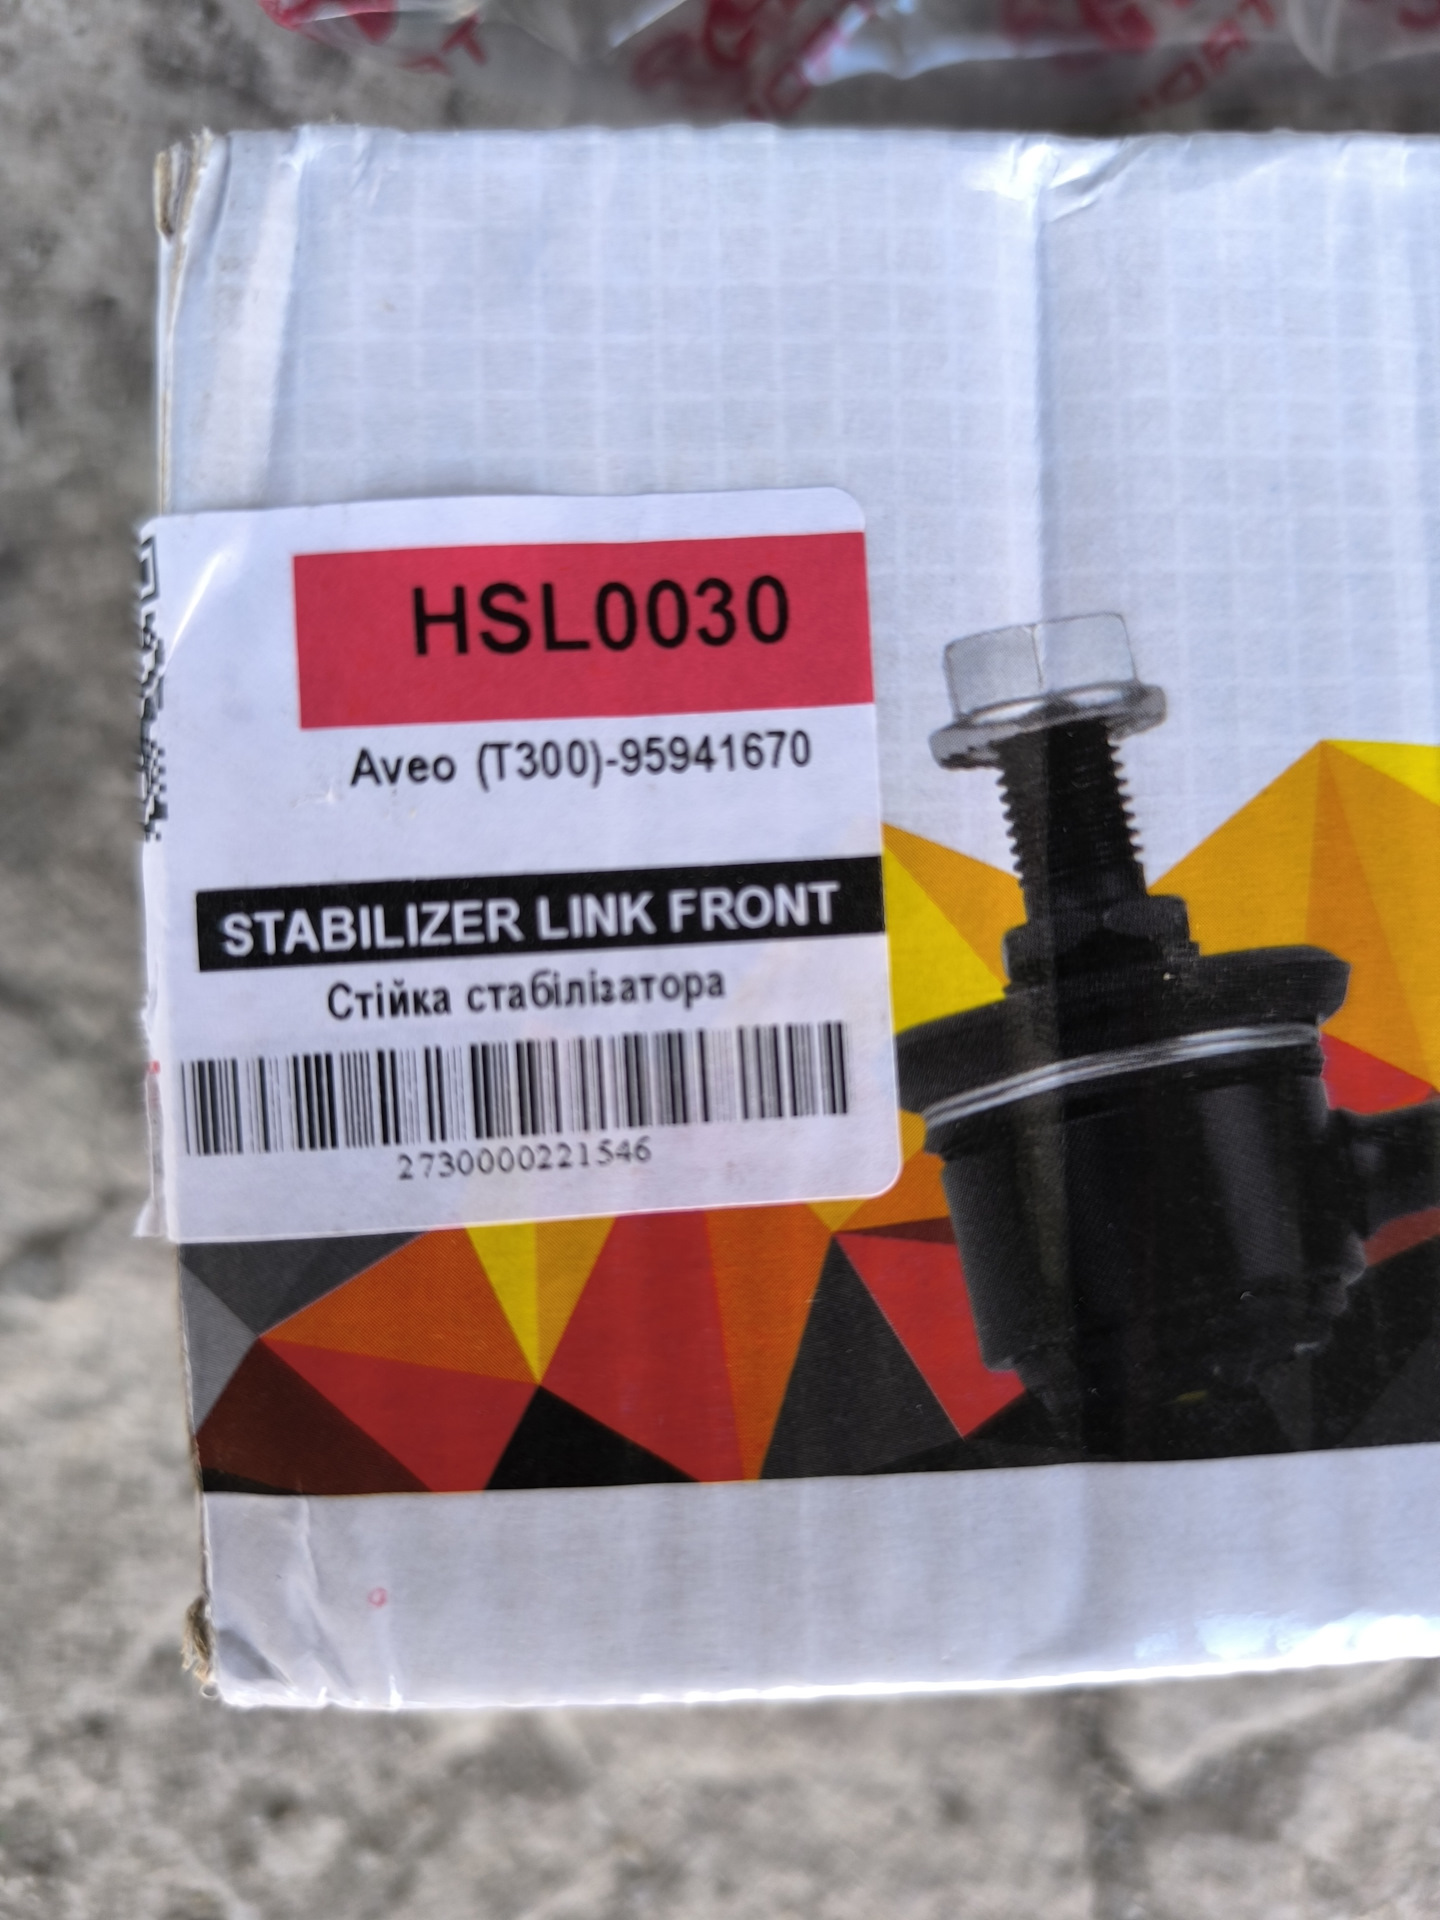 HSL0030
Aveo (T300)-95941670
STABILIZER LINK FRONT
Стійка стабілізатора
2730000221546